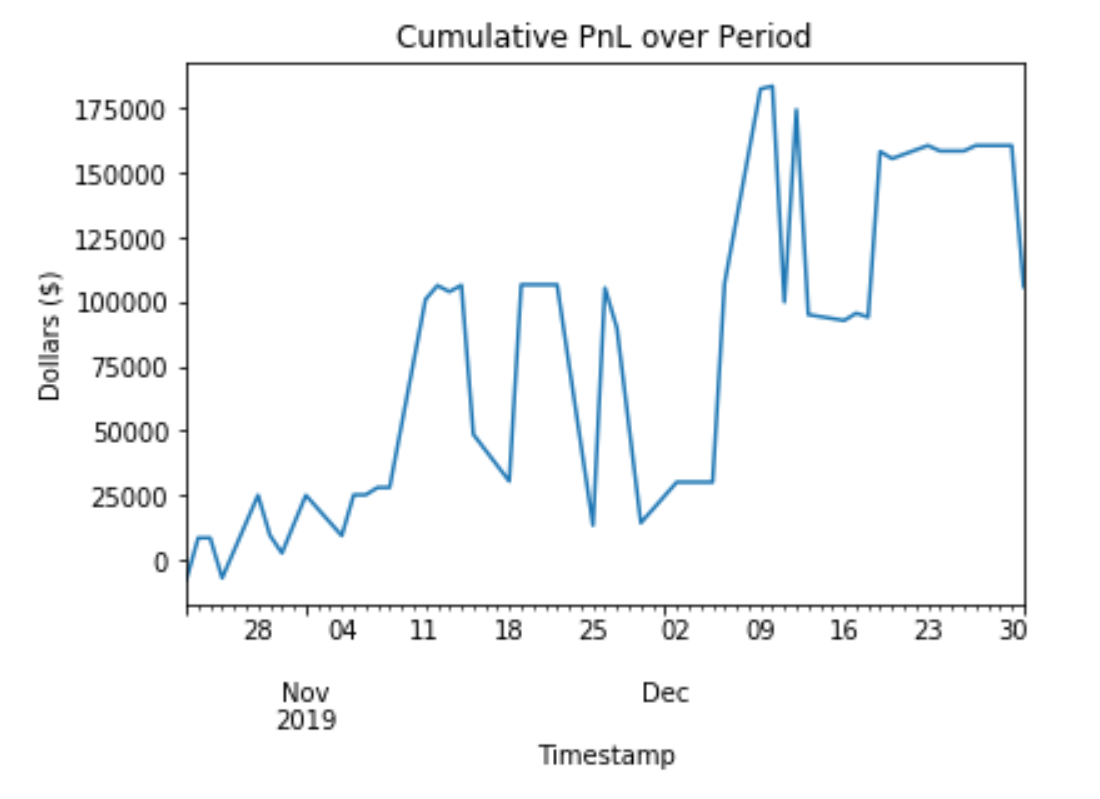 Cumulative PnL over Period
175000
150000
125000
100000
75000
50000
25000
0
Dollars ($)
28 04 11 18 25 02 09 16 23 30
Nov Dec
2019
Timestamp